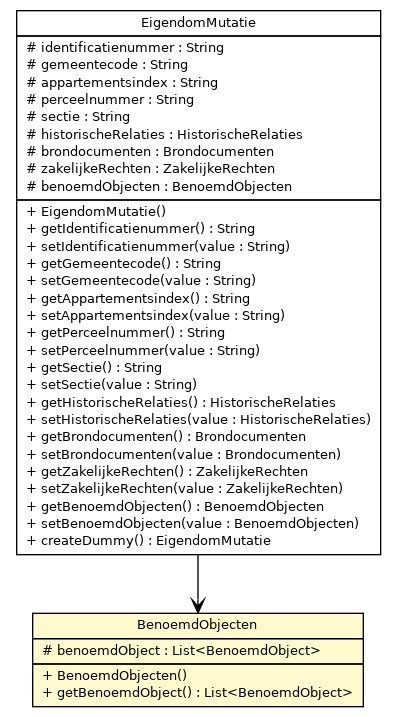 EigendomMutatie
# identificatienummer : String
# gemeentecode : String
# appartementsindex : String
# perceelnummer : String
# sectie : String
# historischeRelaties : HistorischeRelaties
# brondocumenten : Brondocumenten
# zakelijkeRechten : ZakelijkeRechten
# benoemdObjecten : BenoemdObjecten
+ EigendomMutatie()
+ getIdentificatienummer() : String
+ setIdentificatienummer(value : String)
+ getGemeentecode() : String
+ setGemeentecode(value : String)
+ getAppartementsindex() : String
+ setAppartementsindex(value : String)
+ getPerceelnummer() : String
+ setPerceelnummer(value : String)
+ getSectie() : String
+ setSectie(value : String)
+ getHistorischeRelaties() : HistorischeRelaties
+ setHistorischeRelaties(value : HistorischeRelaties)
+ getBrondocumenten() : Brondocumenten
+ setBrondocumenten(value : Brondocumenten)
+ getZakelijkeRechten() : ZakelijkeRechten
+ setZakelijkeRechten(value : ZakelijkeRechten)
+ getBenoemdObjecten() : BenoemdObjecten
+ setBenoemdObjecten(value : BenoemdObjecten)
+ createDummy() : EigendomMutatie
BenoemdObjecten
# benoemdObject : List<BenoemdObject>
+ BenoemdObjecten()
+ getBenoemdObject() : List<BenoemdObject>